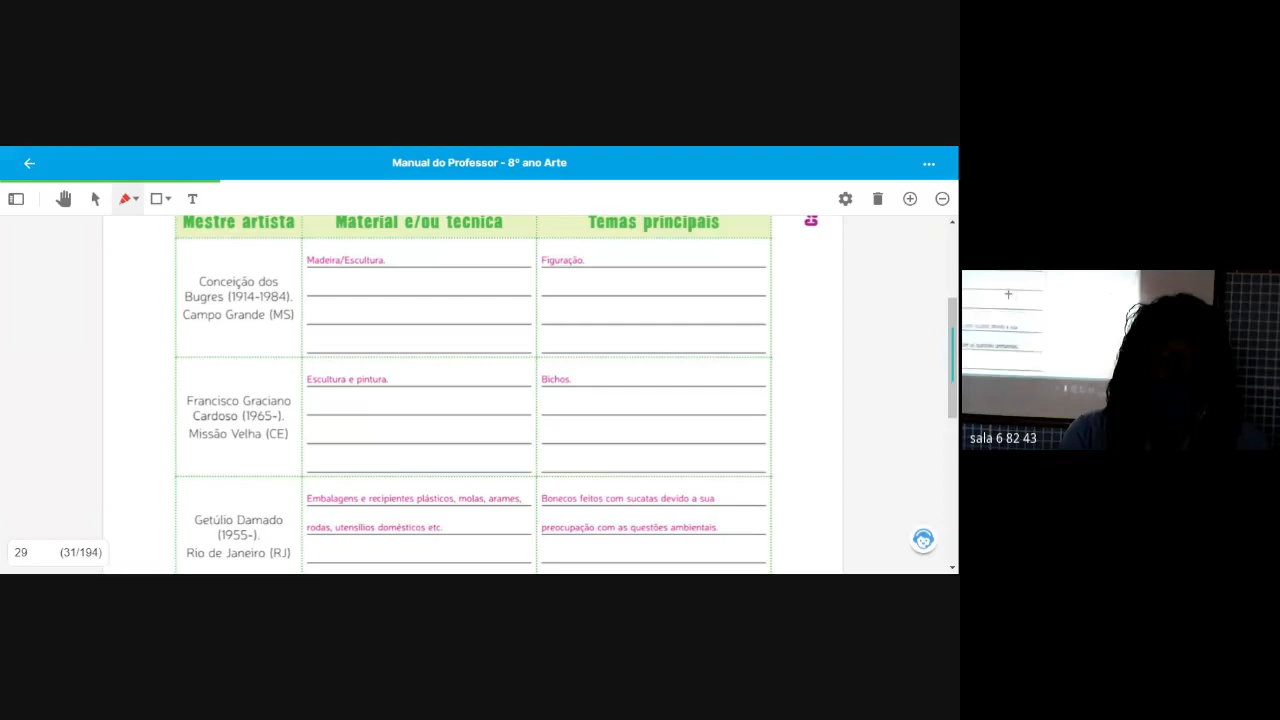 Manual do Professor - 8º ano Arte
T
Mestre artista
Material e/ou técnica
Temas principais
Conceição dos
Bugres (1914-1984).
Campo Grande (MS)
Madeira/Escultura.
Figuração.
Francisco Graciano
Cardoso (1965-).
Missão Velha (CE)
Escultura e pintura.
Bichos.
Getúlio Damado
(1955-).
Rio de Janeiro (RJ)
Embalagens e recipientes plásticos, molas, arames,
rodas, utensílios domésticos etc.
Bonecos feitos com sucatas devido a sua
preocupação com as questões ambientais.
29 (31/194)
sala 6 82 43